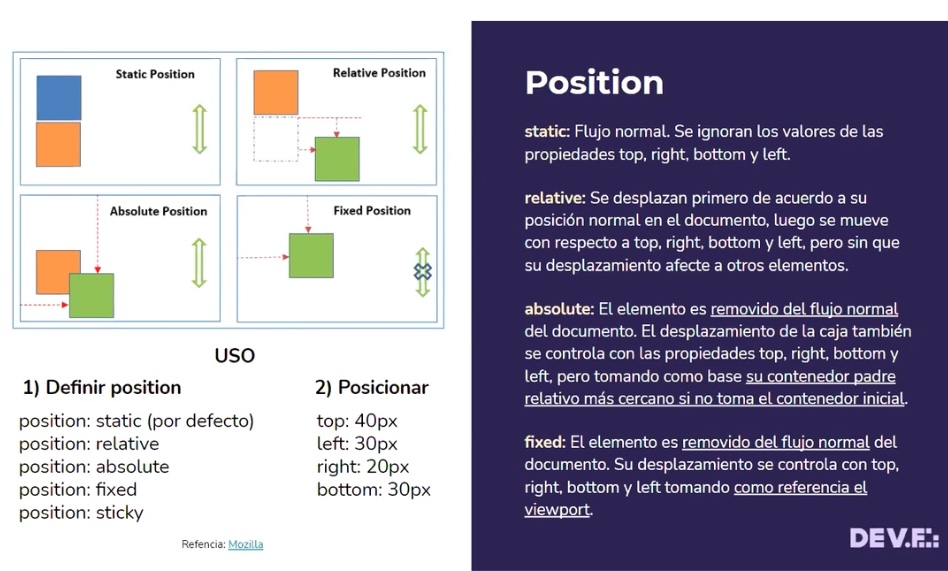 Static Position
Relative Position
Absolute Position
Fixed Position
USO
1) Definir position
position: static (por defecto)
position: relative
position: absolute
position: fixed
position: sticky
2) Posicionar
top: 40px
left: 30px
right: 20px
bottom: 30px
Refencia: Mozilla
Position
static: Flujo normal. Se ignoran los valores de las
propiedades top, right, bottom y left.
relative: Se desplazan primero de acuerdo a su
posición normal en el documento, luego se mueve
con respecto a top, right, bottom y left, pero sin que
su desplazamiento afecte a otros elementos.
absolute: El elemento es removido del flujo normal
del documento. El desplazamiento de la caja también
se controla con las propiedades top, right, bottom y
left, pero tomando como base su contenedor padre
relativo más cercano si no toma el contenedor inicial.
fixed: El elemento es removido del flujo normal del
documento. Su desplazamiento se controla con top,
right, bottom y left tomando como referencia el
viewport.
DEV.F.: